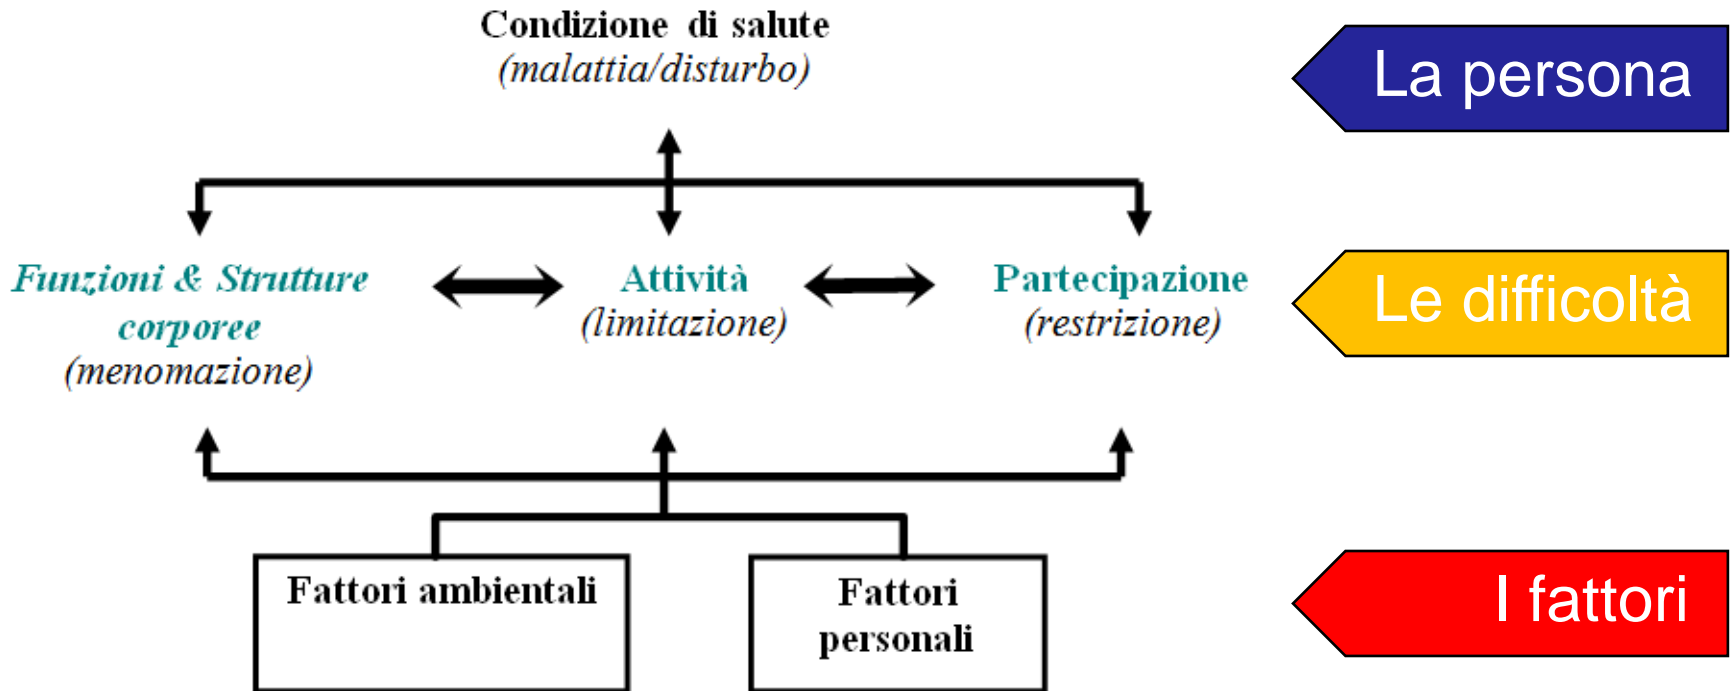 Condizione di salute
(malattia/disturbo)
La persona
Funzioni & Strutture
corporee
(menomazione)
Attività
(limitazione)
Partecipazione
(restrizione)
Le difficoltà
Fattori ambientali
Fattori
personali
I fattori